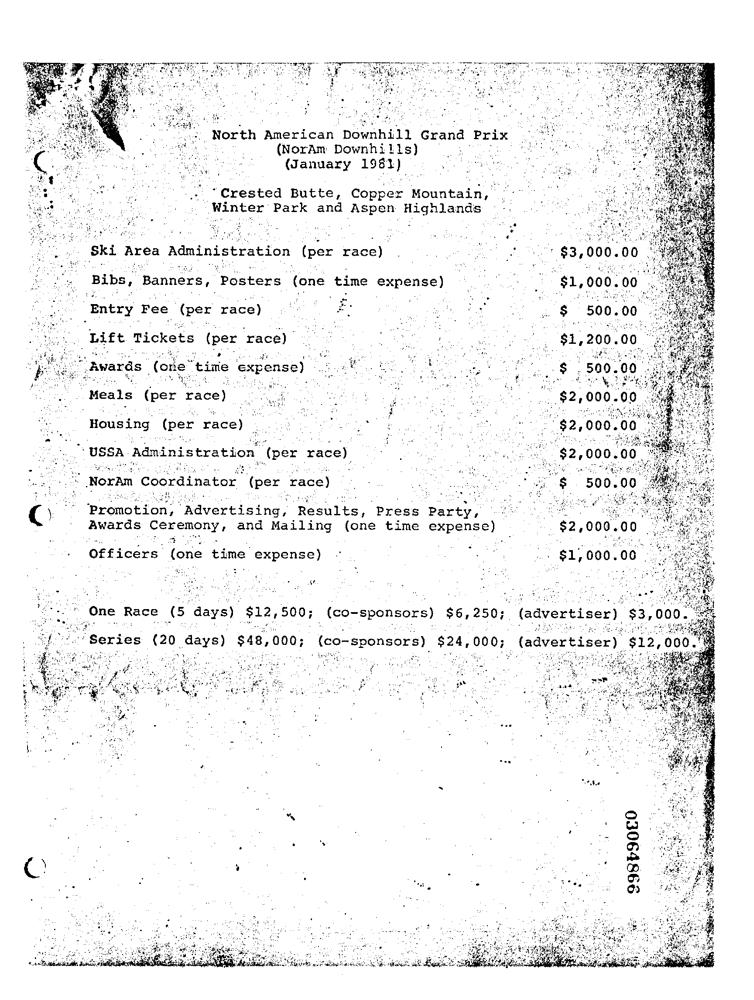 North American Downhill Grand Prix
(NorAm Downhills)
(January 1981)
Crested Butte, Copper Mountain,
Winter Park and Aspen Highlands
Ski Area Administration (per race) $3,000.00
Bibs, Banners, Posters (one time expense) $1,000.00
Entry Fee (per race) $ 500.00
Lift Tickets (per race) $1,200.00
Awards (one time expense) $ 500.00
Meals (per race) $2,000.00
Housing (per race) $2,000.00
USSA Administration (per race) $2,000.00
NorAm Coordinator (per race) $ 500.00
Promotion, Advertising, Results, Press Party,
Awards Ceremony, and Mailing (one time expense) $2,000.00
Officers (one time expense) $1,000.00
One Race (5 days) $12,500; (co-sponsors) $6,250; (advertiser) $3,000.
Series (20 days) $48,000; (co-sponsors) $24,000; (advertiser) $12,000.
03064866